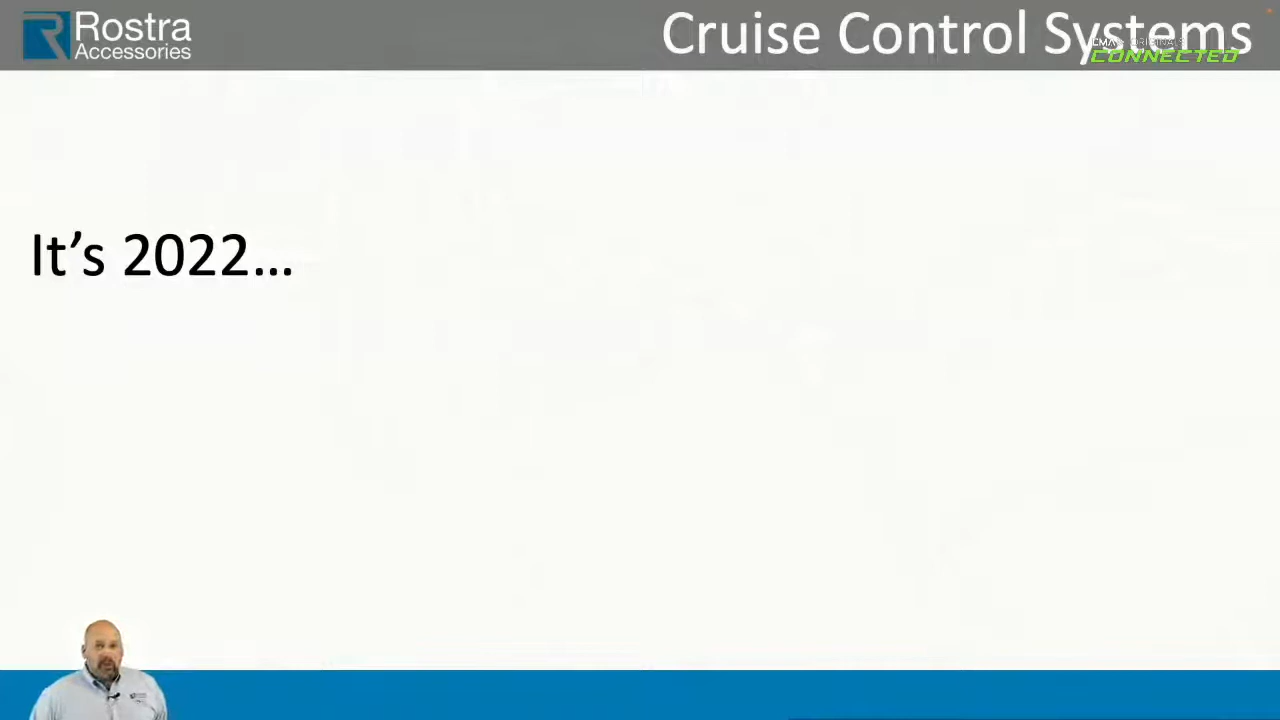 Rostra
Accessories
Cruise Control Systems
CONNECTED
It's 2022...